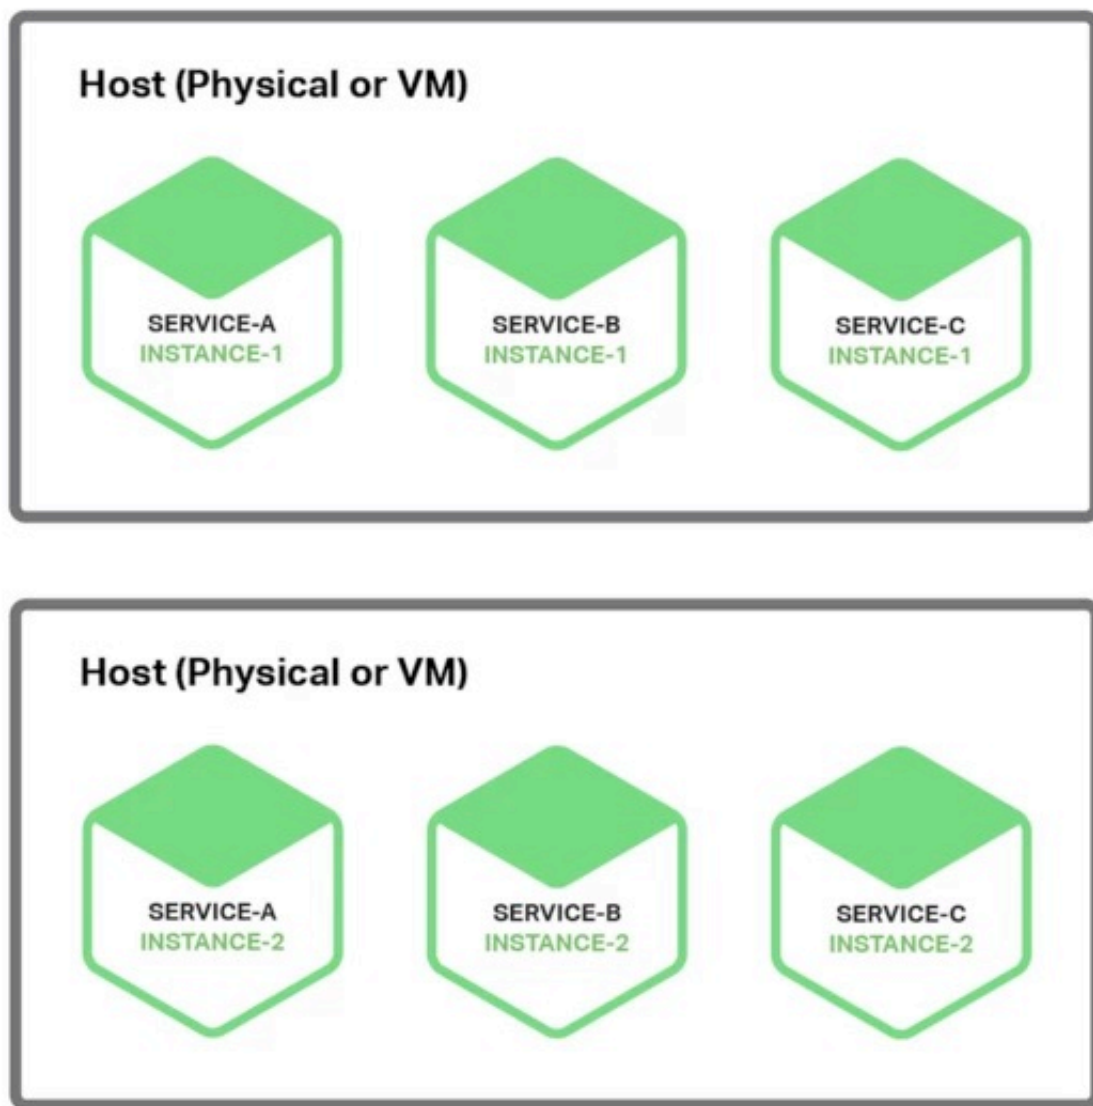 Host (Physical or VM)
SERVICE-A
INSTANCE-1
SERVICE-B
INSTANCE-1
SERVICE-C
INSTANCE-1
Host (Physical or VM)
SERVICE-A
INSTANCE-2
SERVICE-B
INSTANCE-2
SERVICE-C
INSTANCE-2